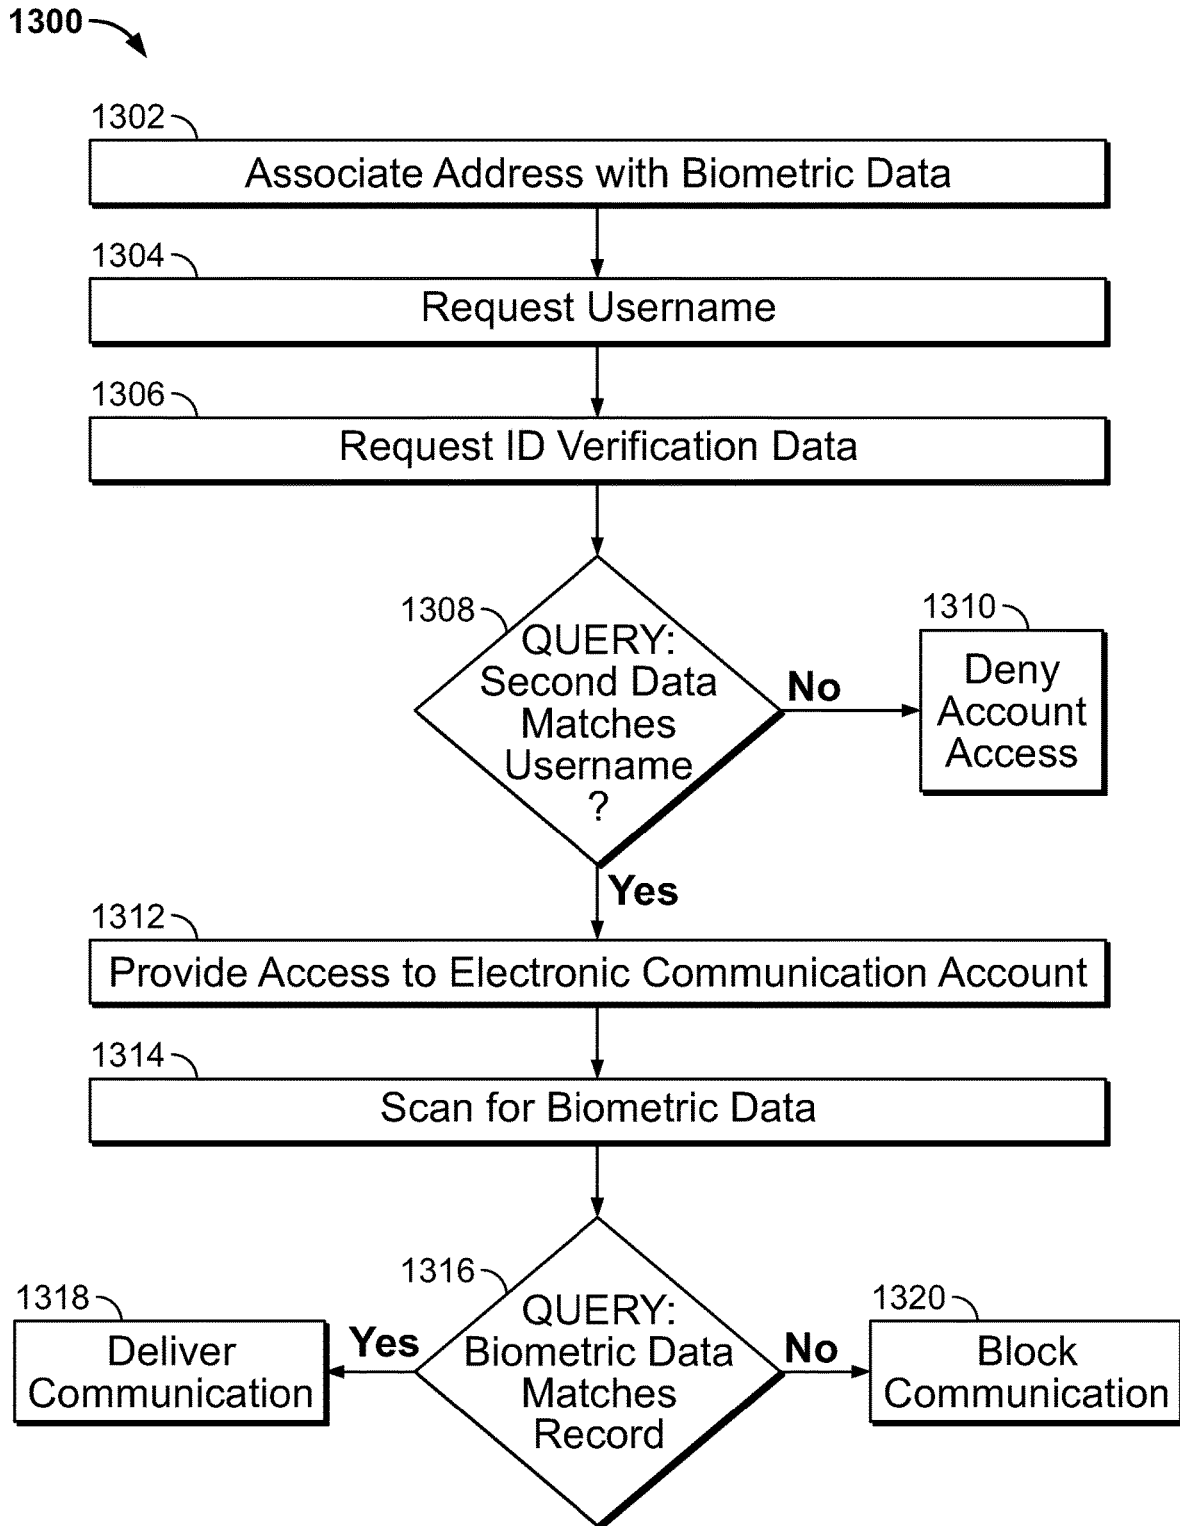 1300
1302
Associate Address with Biometric Data
1304
Request Username
1306
Request ID Verification Data
1308
QUERY:
Second Data
Matches
Username
?
No
1310
Deny
Account
Access
Yes
1312
Provide Access to Electronic Communication Account
1314
Scan for Biometric Data
1316
QUERY:
Biometric Data
Matches
Record
Yes
1318
Deliver
Communication
No
1320
Block
Communication